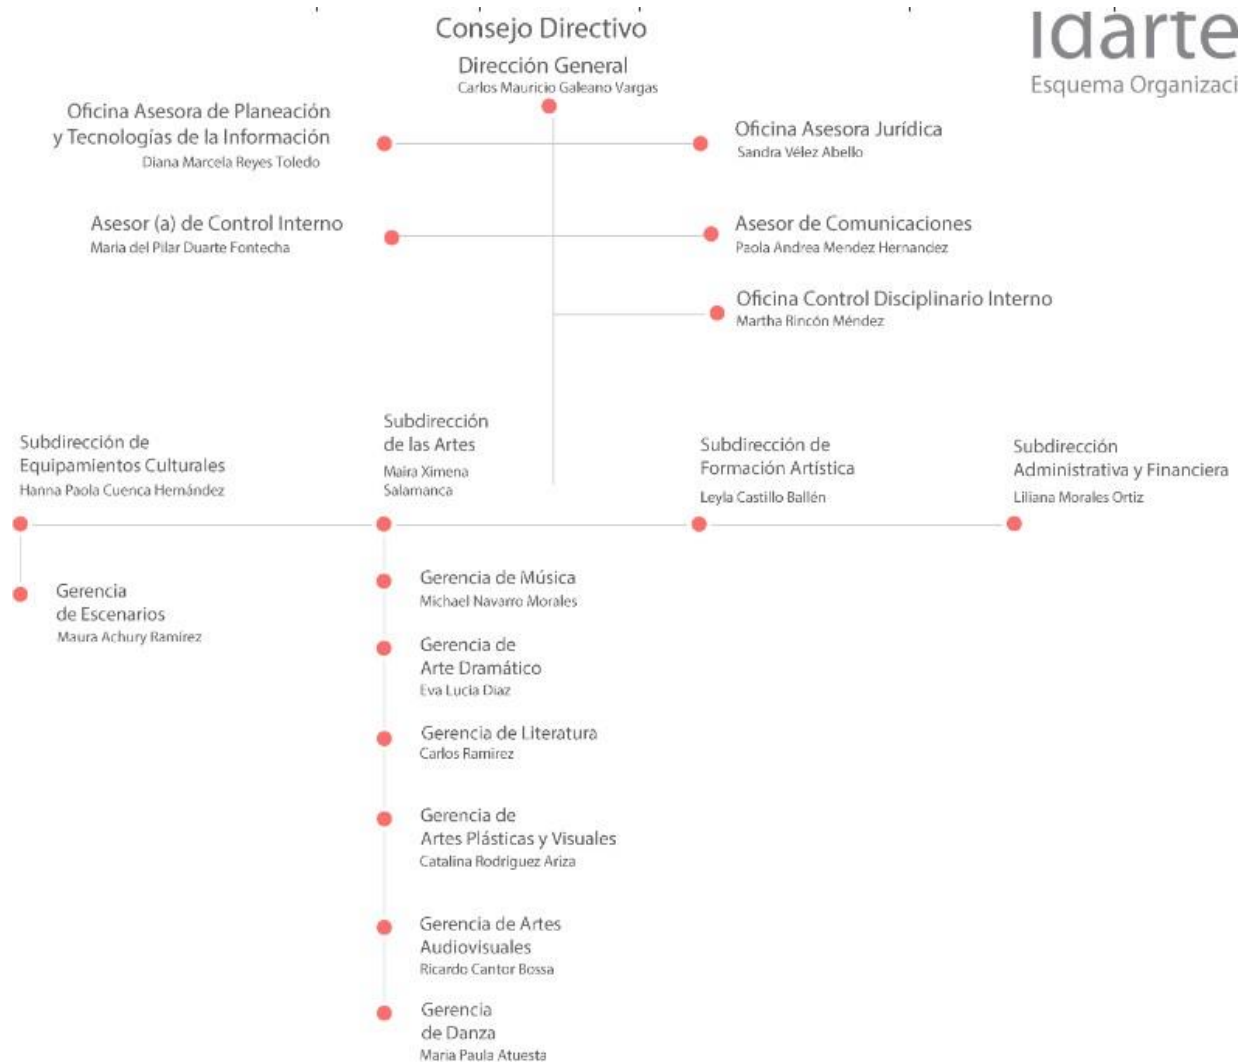 Consejo Directivo
Dirección General
Carlos Mauricio Galeano Vargas
Idarte
Esquema Organizaci
Oficina Asesora de Planeación
y Tecnologías de la Información
Diana Marcela Reyes Toledo
Oficina Asesora Jurídica
Sandra Vélez Abello
Asesor (a) de Control Interno
Maria del Pilar Duarte Fontecha
Asesor de Comunicaciones
Paola Andrea Mendez Hernandez
Oficina Control Disciplinario Interno
Martha Rincón Méndez
Subdirección de
Equipamientos Culturales
Hanna Paola Cuenca Hernández
Subdirección
de las Artes
Maira Ximena
Salamanca
Subdirección de
Formación Artística
Leyla Castillo Ballén
Subdirección
Administrativa y Financiera
Liliana Morales Ortiz
Gerencia
de Escenarios
Maura Achury Ramírez
Gerencia de Música
Michael Navarro Morales
Gerencia de
Arte Dramático
Eva Lucia Diaz
Gerencia de Literatura
Carlos Ramirez
Gerencia de
Artes Plásticas y Visuales
Catalina Rodriguez Ariza
Gerencia de Artes
Audiovisuales
Ricardo Cantor Bossa
Gerencia
de Danza
Maria Paula Atuesta